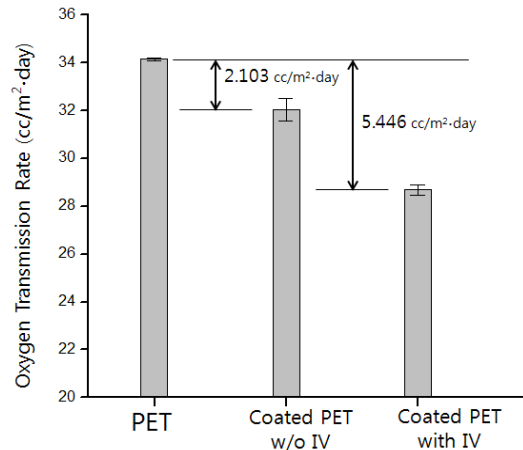 Oxygen Transmission Rate (cc/m²·day)
36
34
32
30
28
26
24
22
20
2.103 cc/m²·day
5.446 cc/m²·day
PET
Coated PET
w/o IV
Coated PET
with IV